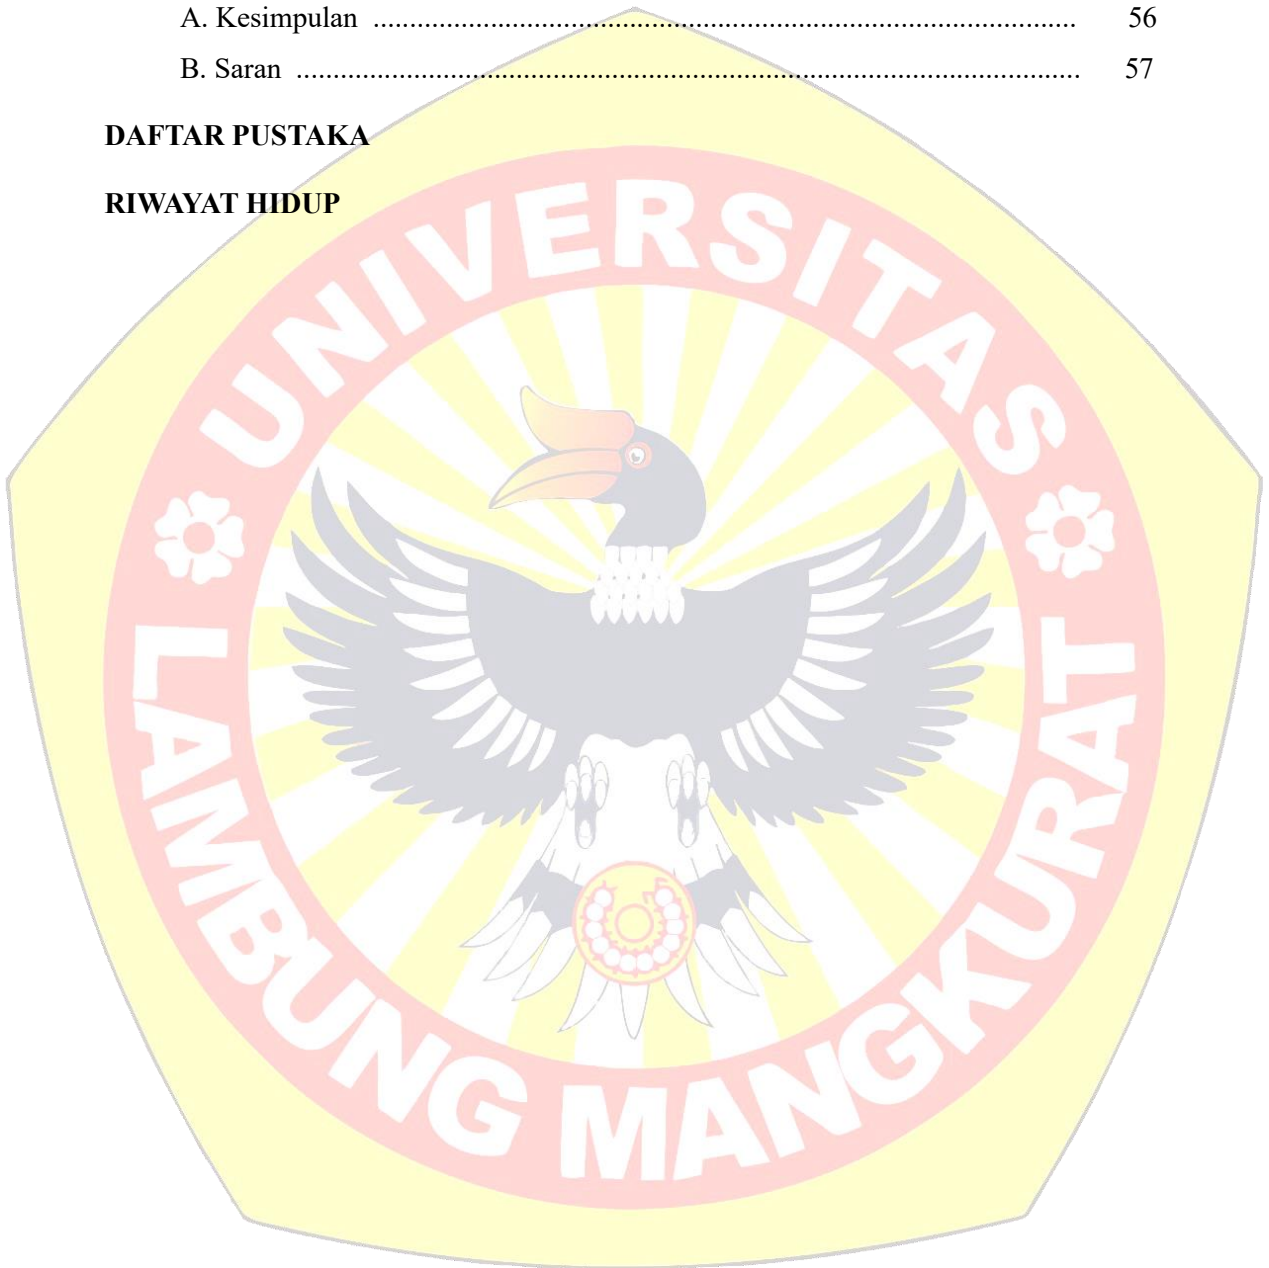 A. Kesimpulan ................................................................................................ 56
B. Saran ........................................................................................................... 57
DAFTAR PUSTAKA
RIWAYAT HIDUP
UNIVERSITAS
LAMBUNG MANGKURAT